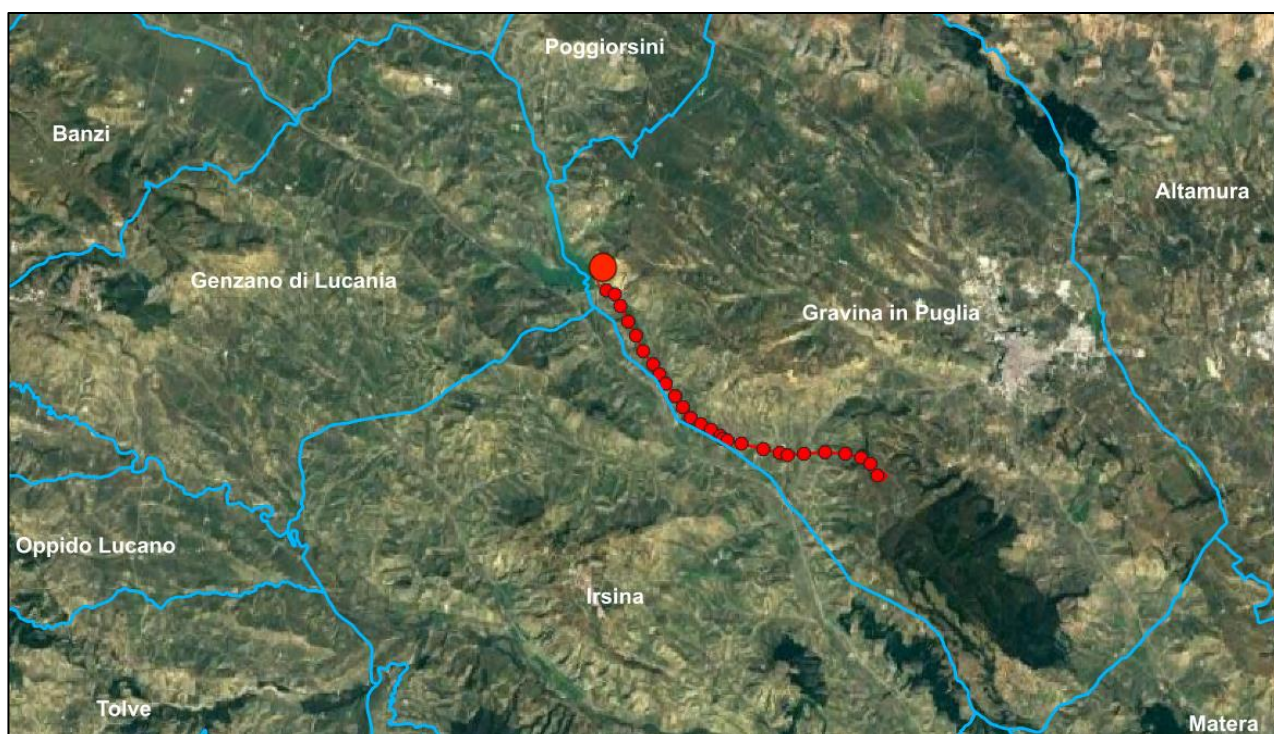 Poggiorsini
Banzi
Altamura
Genzano di Lucania
Gravina in Puglia
Oppido Lucano
Irsina
Tolve
Matera